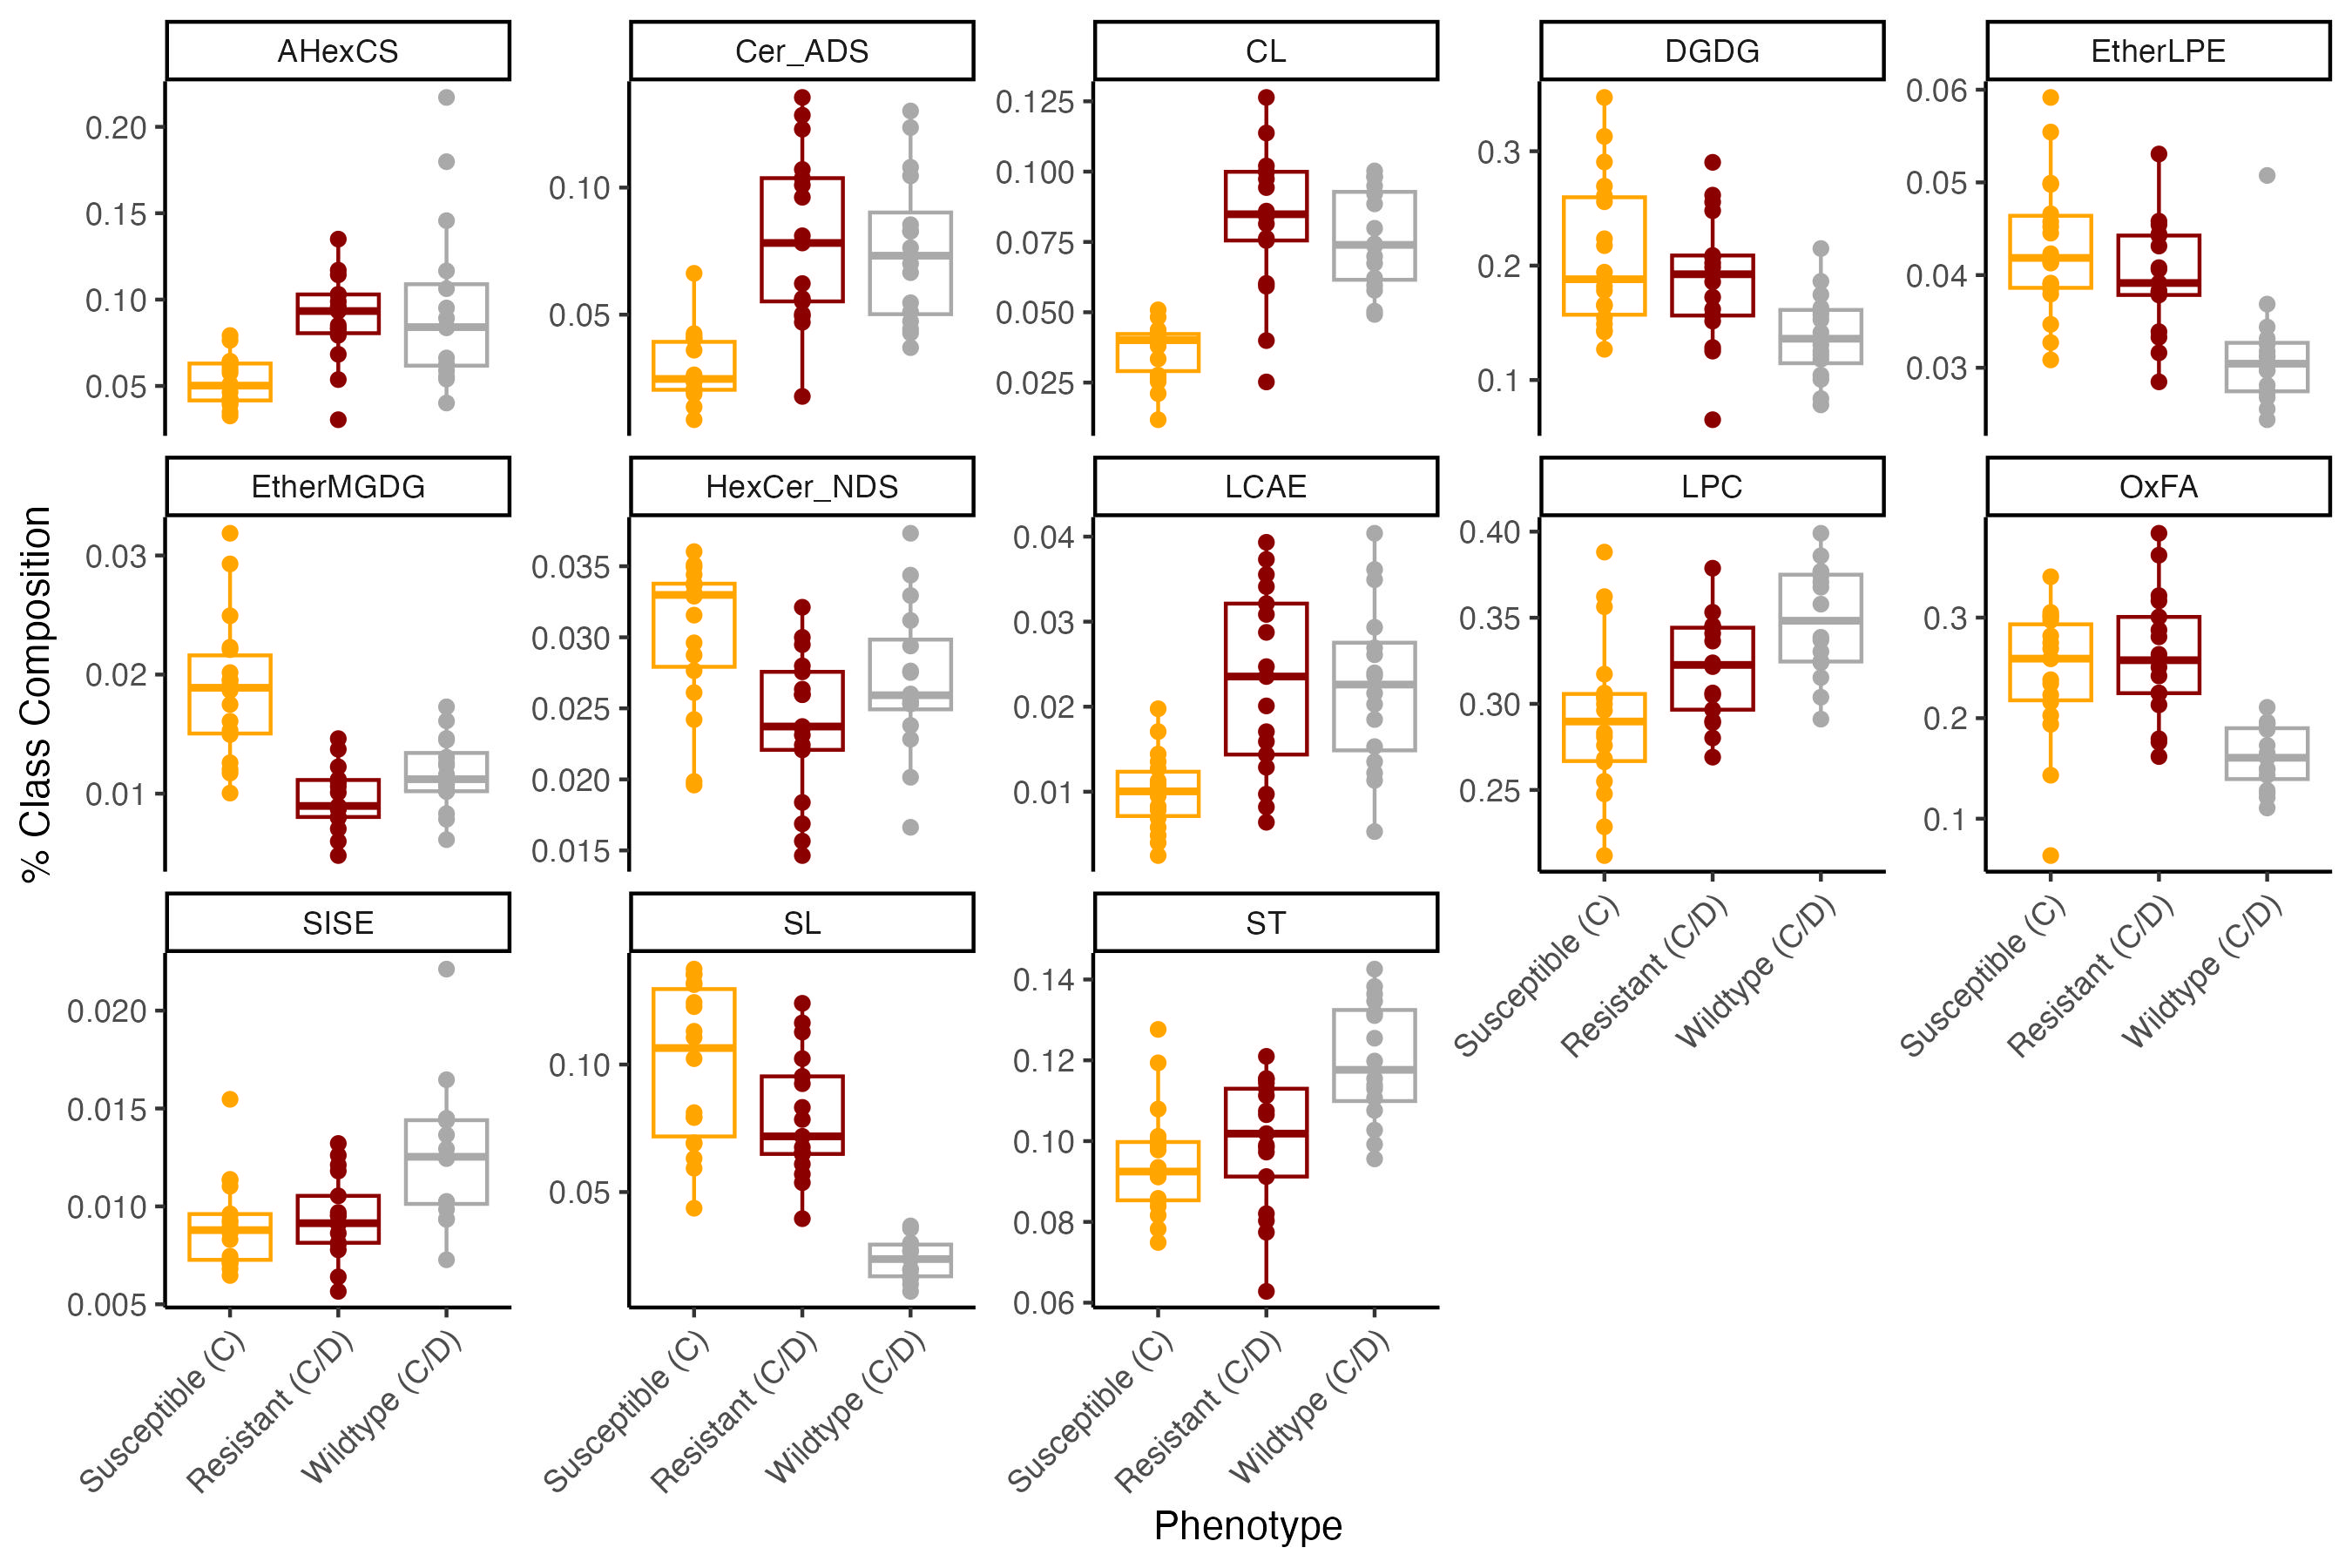 AHexCS
Cer_ADS
CL
DGDG
EtherLPE
0.20
0.15
0.10
0.05
0.10
0.05
0.125
0.100
0.075
0.050
0.025
0.3
0.2
0.1
0.06
0.05
0.04
0.03
EtherMGDG
HexCer_NDS
LCAE
LPC
OxFA
0.03
0.02
0.01
0.035
0.030
0.025
0.020
0.015
0.04
0.03
0.02
0.01
0.40
0.35
0.30
0.25
0.3
0.2
0.1
Susceptible (C)
Resistant (C/D)
Wildtype (C/D)
Susceptible (C)
Resistant (C/D)
Wildtype (C/D)
SISE
SL
ST
0.020
0.015
0.010
0.005
0.10
0.05
0.14
0.12
0.10
0.08
0.06
Susceptible (C)
Resistant (C/D)
Wildtype (C/D)
Susceptible (C)
Resistant (C/D)
Wildtype (C/D)
Susceptible (C)
Resistant (C/D)
Wildtype (C/D)
% Class Composition
Phenotype